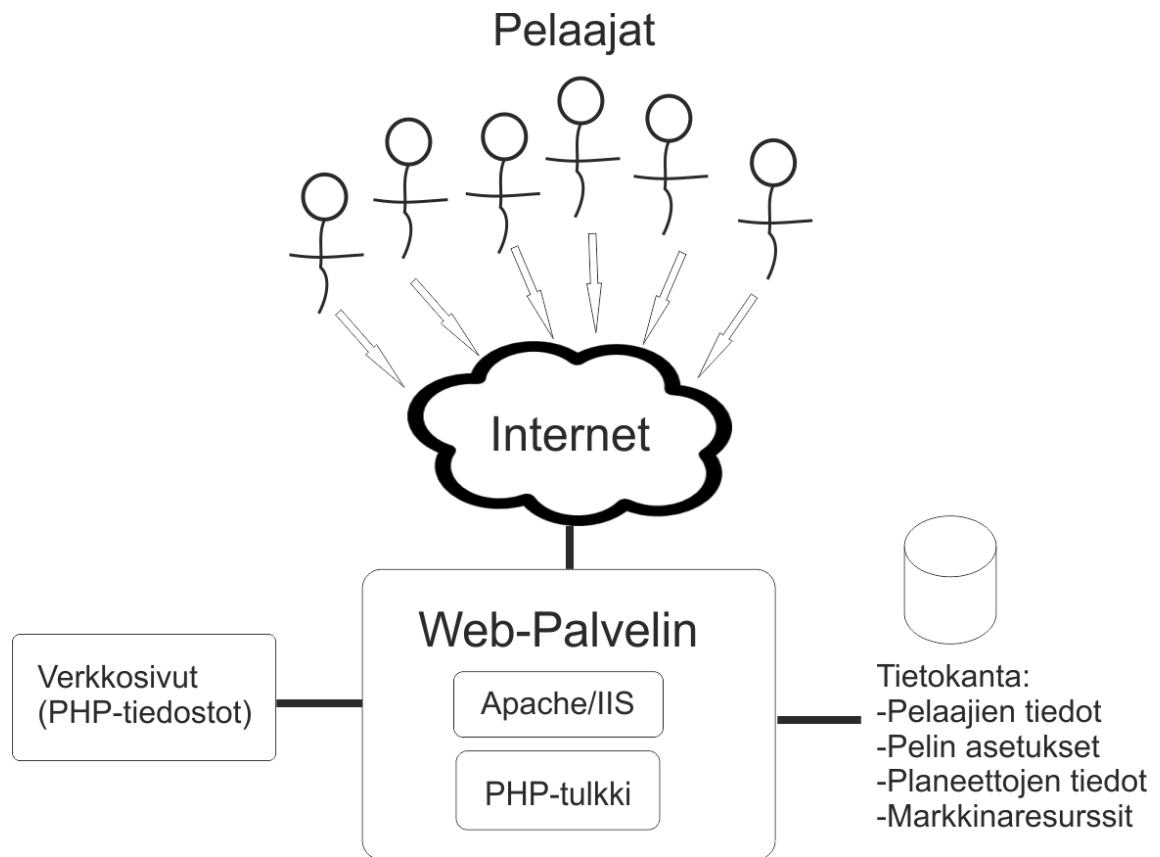 Pelaajat
Internet
Web-Palvelin
Apache/IIS
PHP-tulkki
Verkkosivut
(PHP-tiedostot)
Tietokanta:
-Pelaajien tiedot
-Pelin asetukset
-Planeettojen tiedot
-Markkinaresurssit